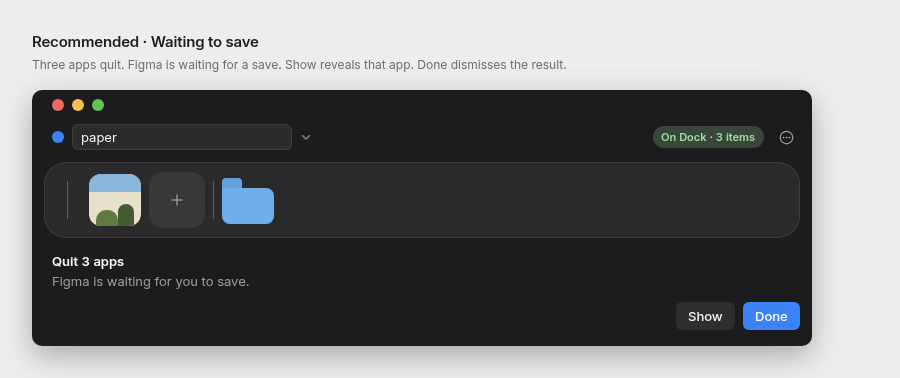 Recommended · Waiting to save
Three apps quit. Figma is waiting for a save. Show reveals that app. Done dismisses the result.
paper
On Dock · 3 items
+
Quit 3 apps
Figma is waiting for you to save.
Show
Done